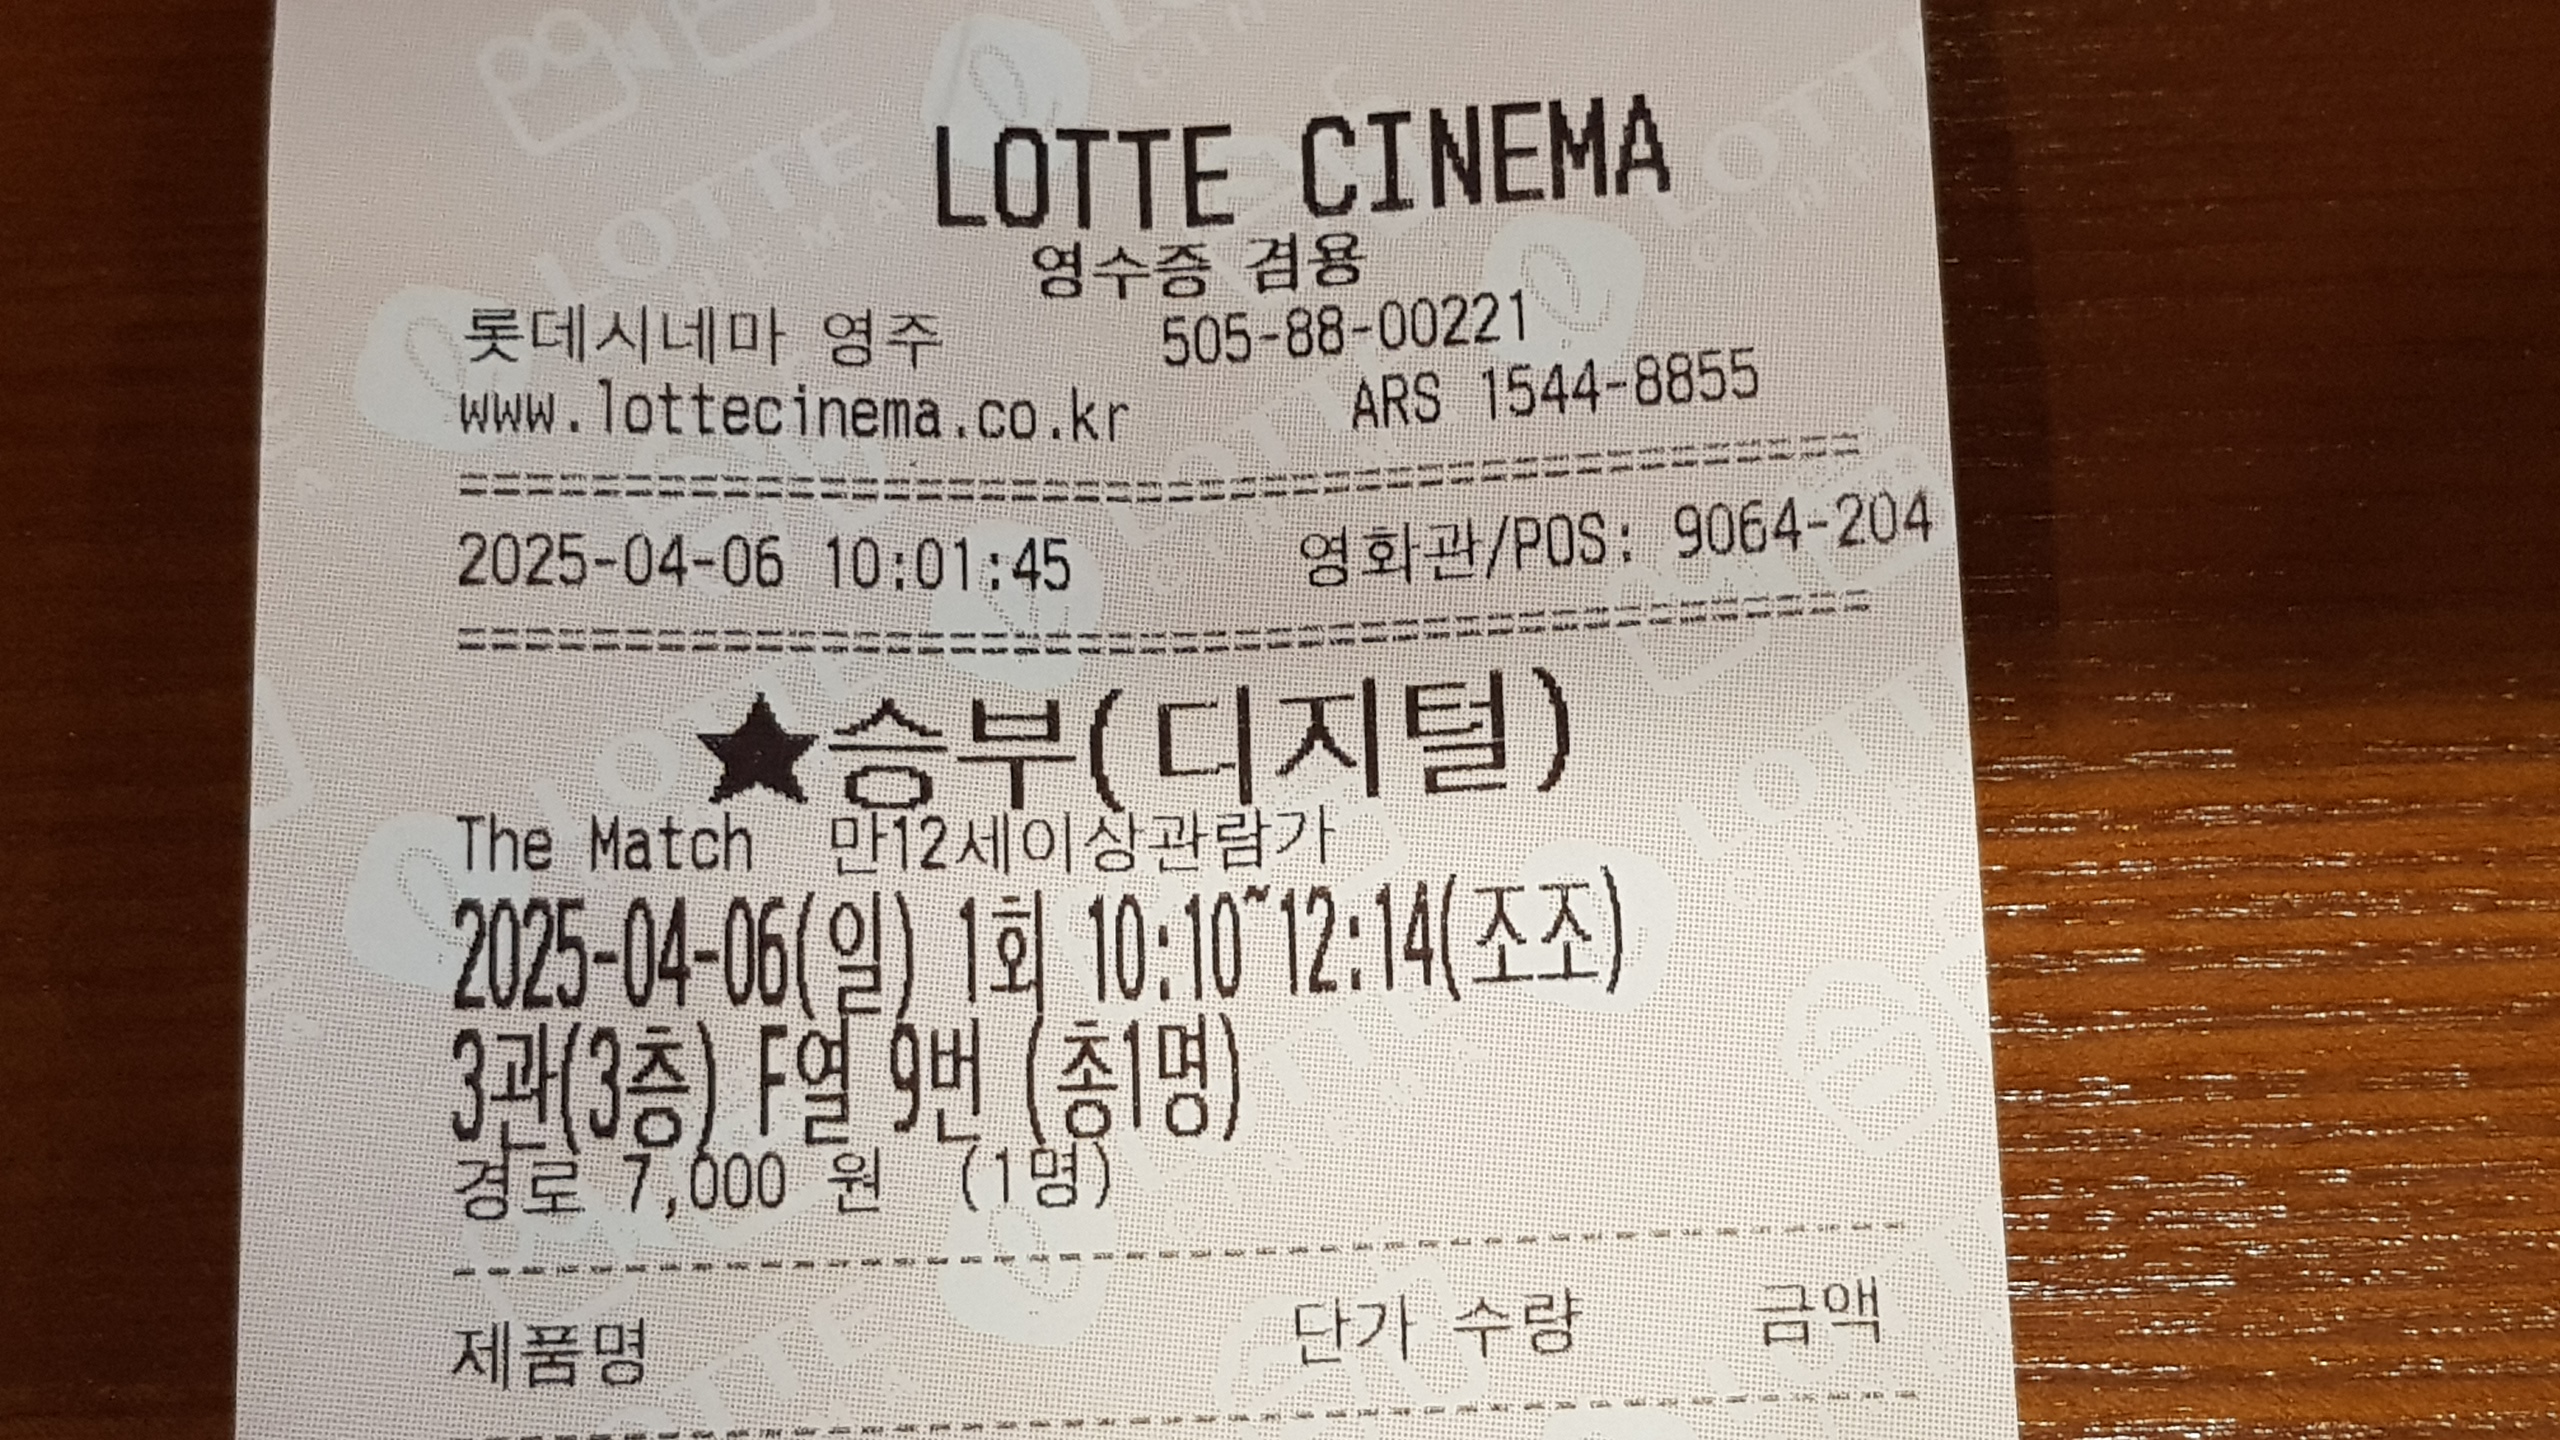 LOTTE CINEMA
영수증 겸용
롯데시네마 영주 505-88-00221
www.lottecinema.co.kr ARS 1544-8855
2025-04-06 10:01:45 영화관/POS: 9064-204
★승부(디지털)
The Match 만12세이상관람가
2025-04-06(일) 1회 10:10~12:14(조조)
3관(3층) F열 9번 (총1명)
경로 7,000 원 (1명)
제품명 단가 수량 금액